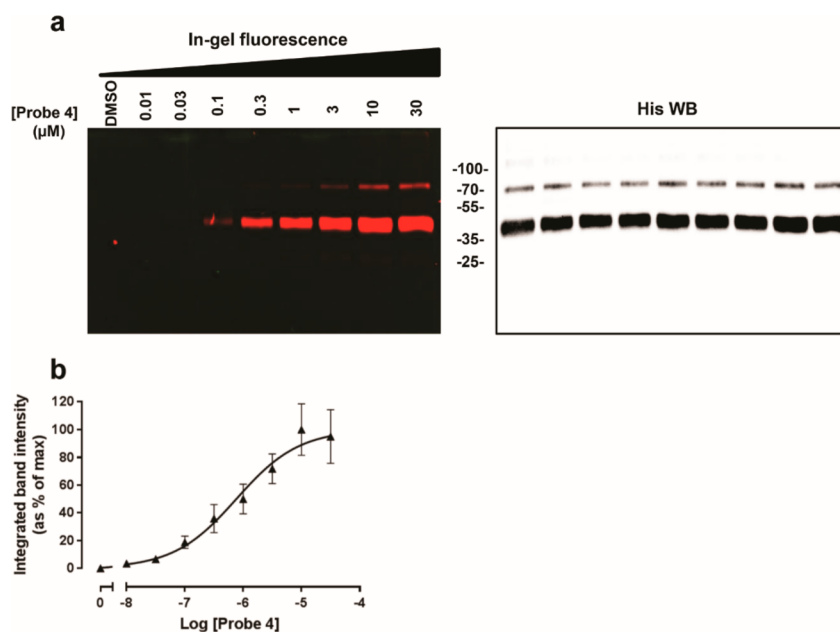 a
In-gel fluorescence
[Probe 4]
(µM)
DMSO
0.01
0.03
0.1
0.3
1
3
10
30
His WB
-100-
-70-
-55-
-35-
-25-
b
Integrated band intensity
(as % of max)
120
100
80
60
40
20
0
0 -8 -7 -6 -5 -4
Log [Probe 4]